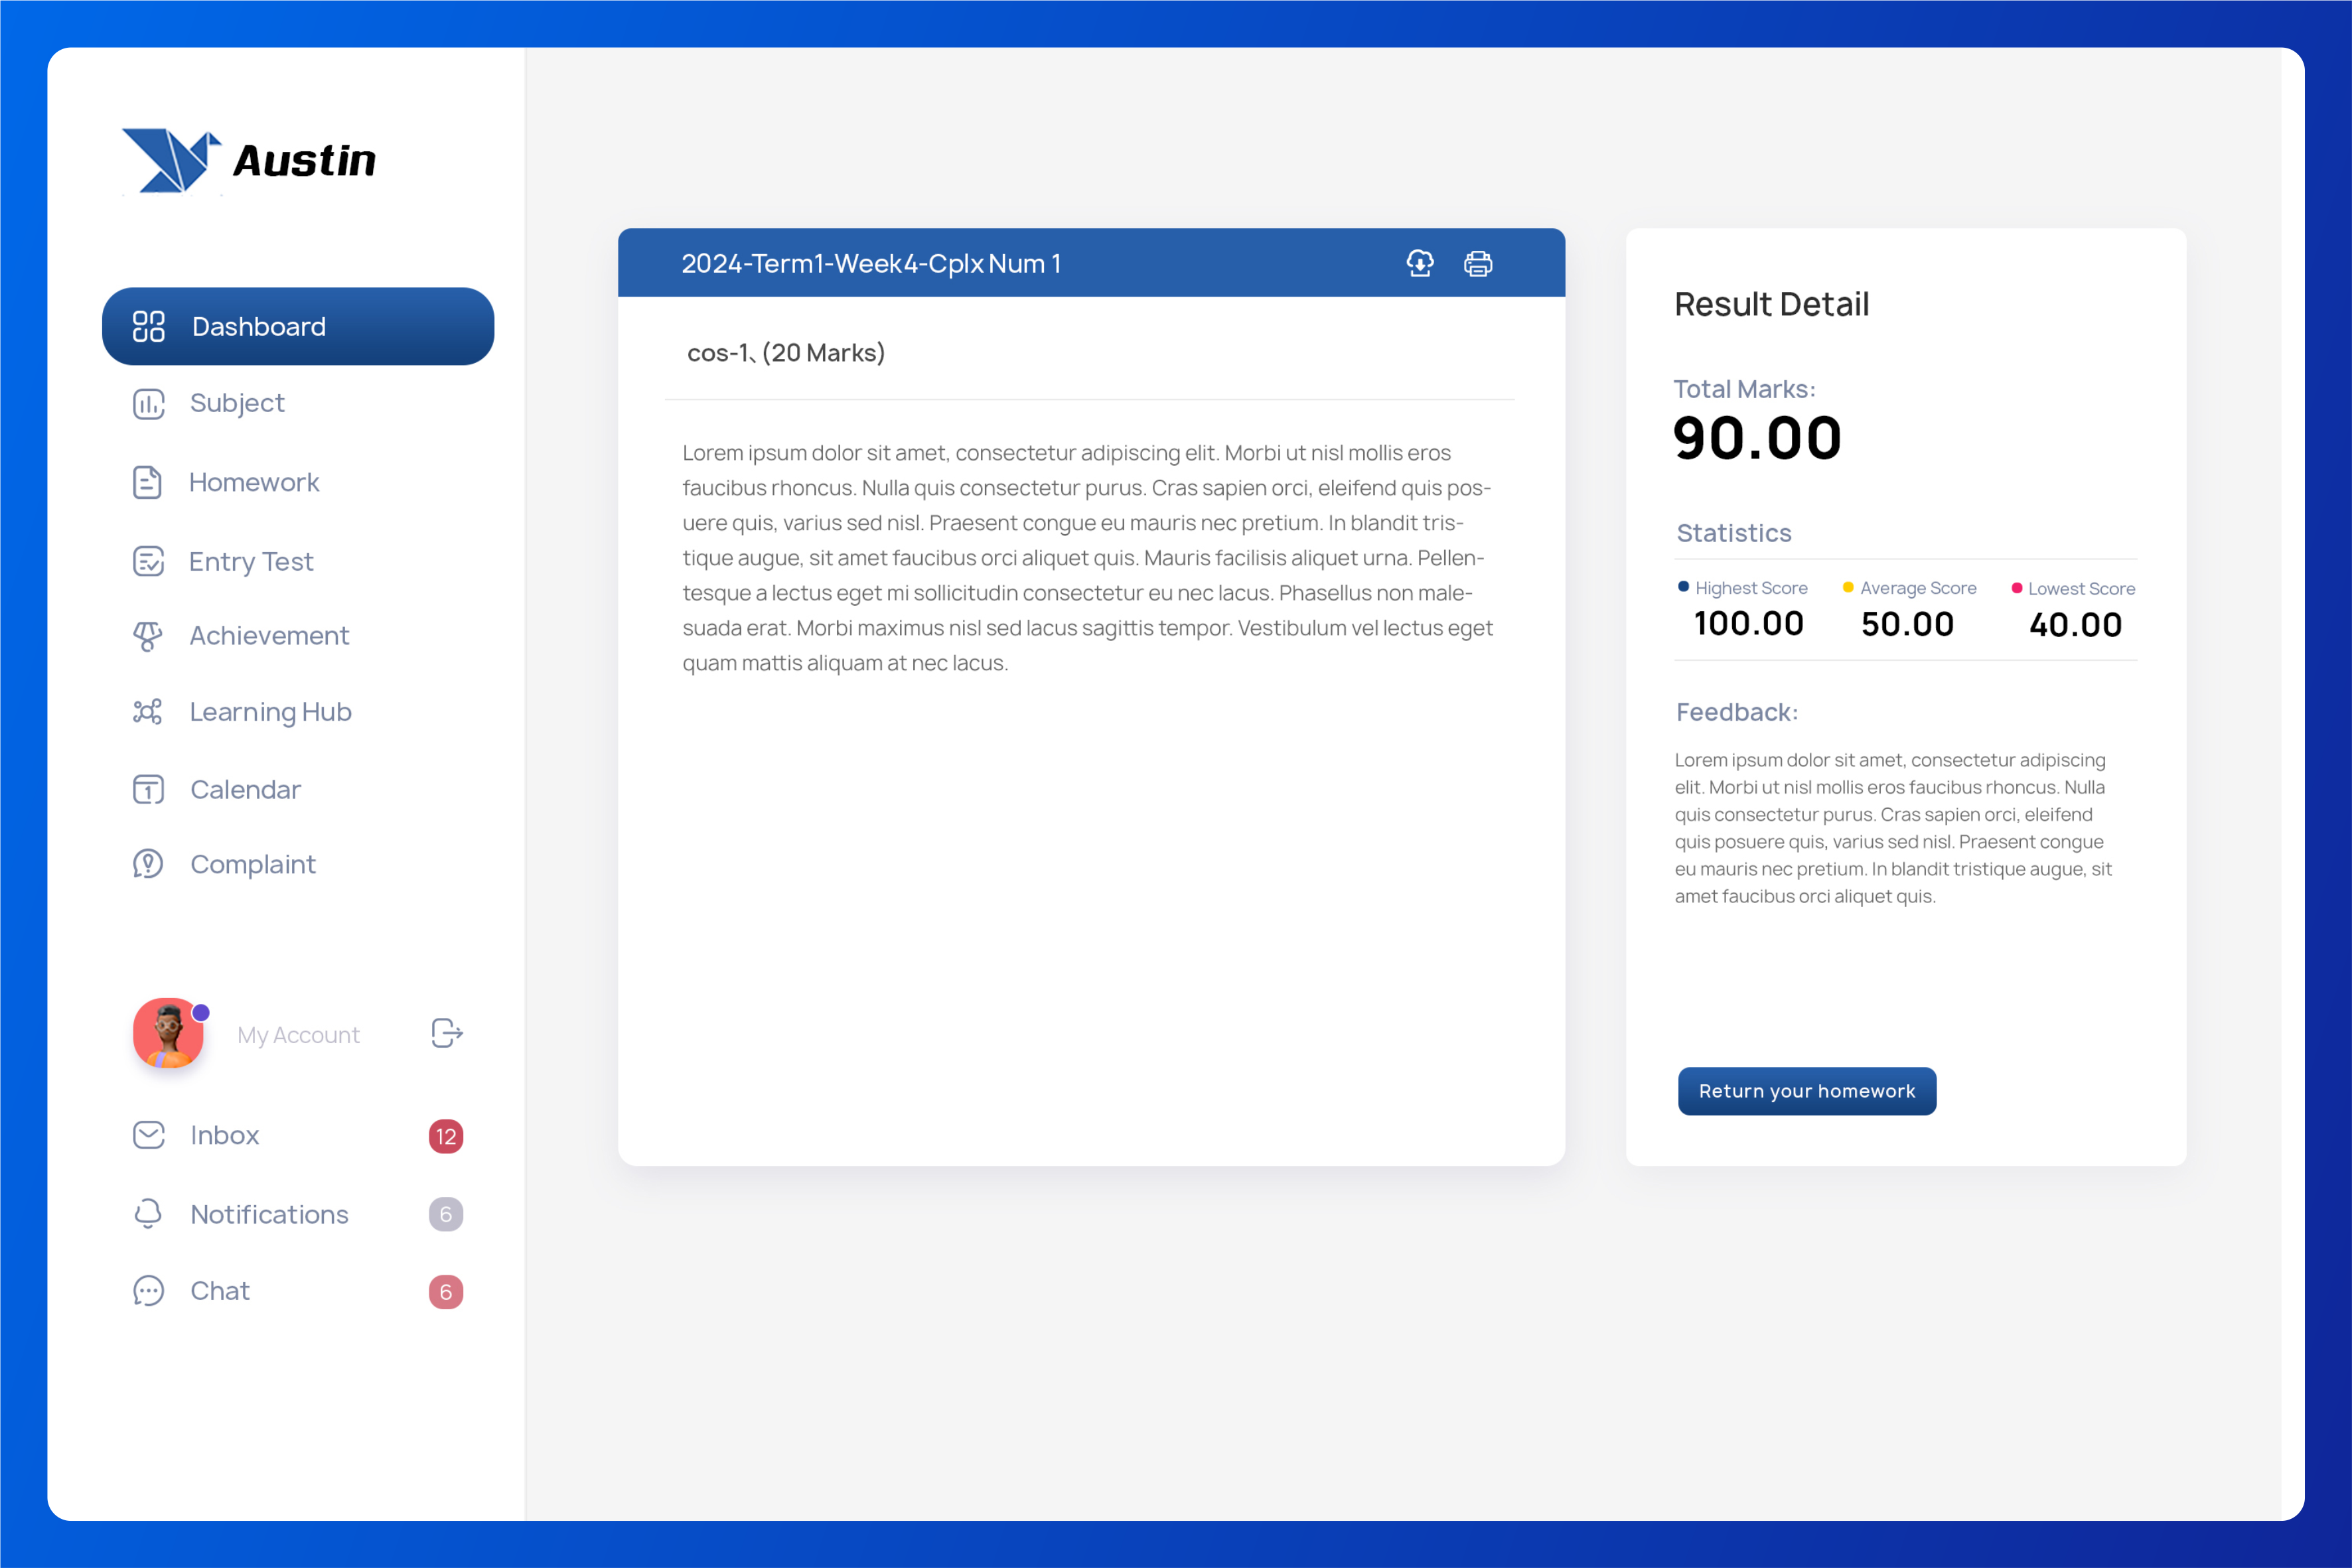 Austin
Dashboard
Subject
Homework
Entry Test
Achievement
Learning Hub
1
Calendar
Complaint
My Account
Inbox
12
Notifications
6
Chat
6
2024-Term1-Week4-Cplx Num 1
cos-1、(20 Marks)
Lorem ipsum dolor sit amet, consectetur adipiscing elit. Morbi ut nisl mollis eros
faucibus rhoncus. Nulla quis consectetur purus. Cras sapien orci, eleifend quis pos-
uere quis, varius sed nisl. Praesent congue eu mauris nec pretium. In blandit tris-
tique augue, sit amet faucibus orci aliquet quis. Mauris facilisis aliquet urna. Pellen-
tesque a lectus eget mi sollicitudin consectetur eu nec lacus. Phasellus non male-
suada erat. Morbi maximus nisl sed lacus sagittis tempor. Vestibulum vel lectus eget
quam mattis aliquam at nec lacus.
Result Detail
Total Marks:
90.00
Statistics
Highest Score Average Score Lowest Score
100.00 50.00 40.00
Feedback:
Lorem ipsum dolor sit amet, consectetur adipiscing
elit. Morbi ut nisl mollis eros faucibus rhoncus. Nulla
quis consectetur purus. Cras sapien orci, eleifend
quis posuere quis, varius sed nisl. Praesent congue
eu mauris nec pretium. In blandit tristique augue, sit
amet faucibus orci aliquet quis.
Return your homework